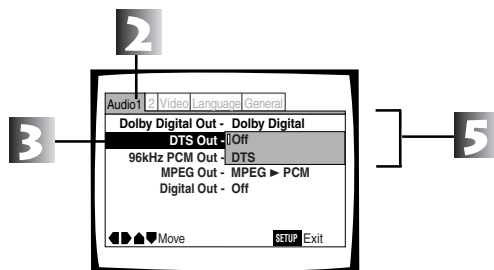 2
Audio1 2 Video Language General
Dolby Digital Out - Dolby Digital
3
DTS Out - Off
5
96kHz PCM Out - DTS
MPEG Out - MPEG ► PCM
Digital Out - Off
Move SETUP Exit